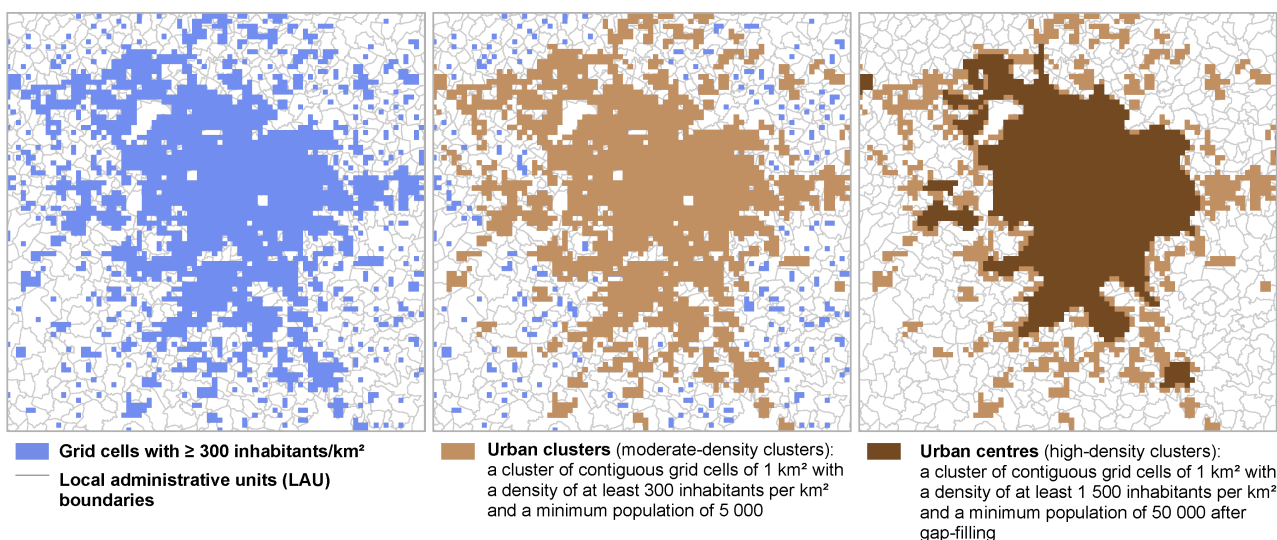 Grid cells with ≥ 300 inhabitants/km²
Local administrative units (LAU)
boundaries
Urban clusters (moderate-density clusters):
a cluster of contiguous grid cells of 1 km² with
a density of at least 300 inhabitants per km²
and a minimum population of 5 000
Urban centres (high-density clusters):
a cluster of contiguous grid cells of 1 km² with
a density of at least 1 500 inhabitants per km²
and a minimum population of 50 000 after
gap-filling